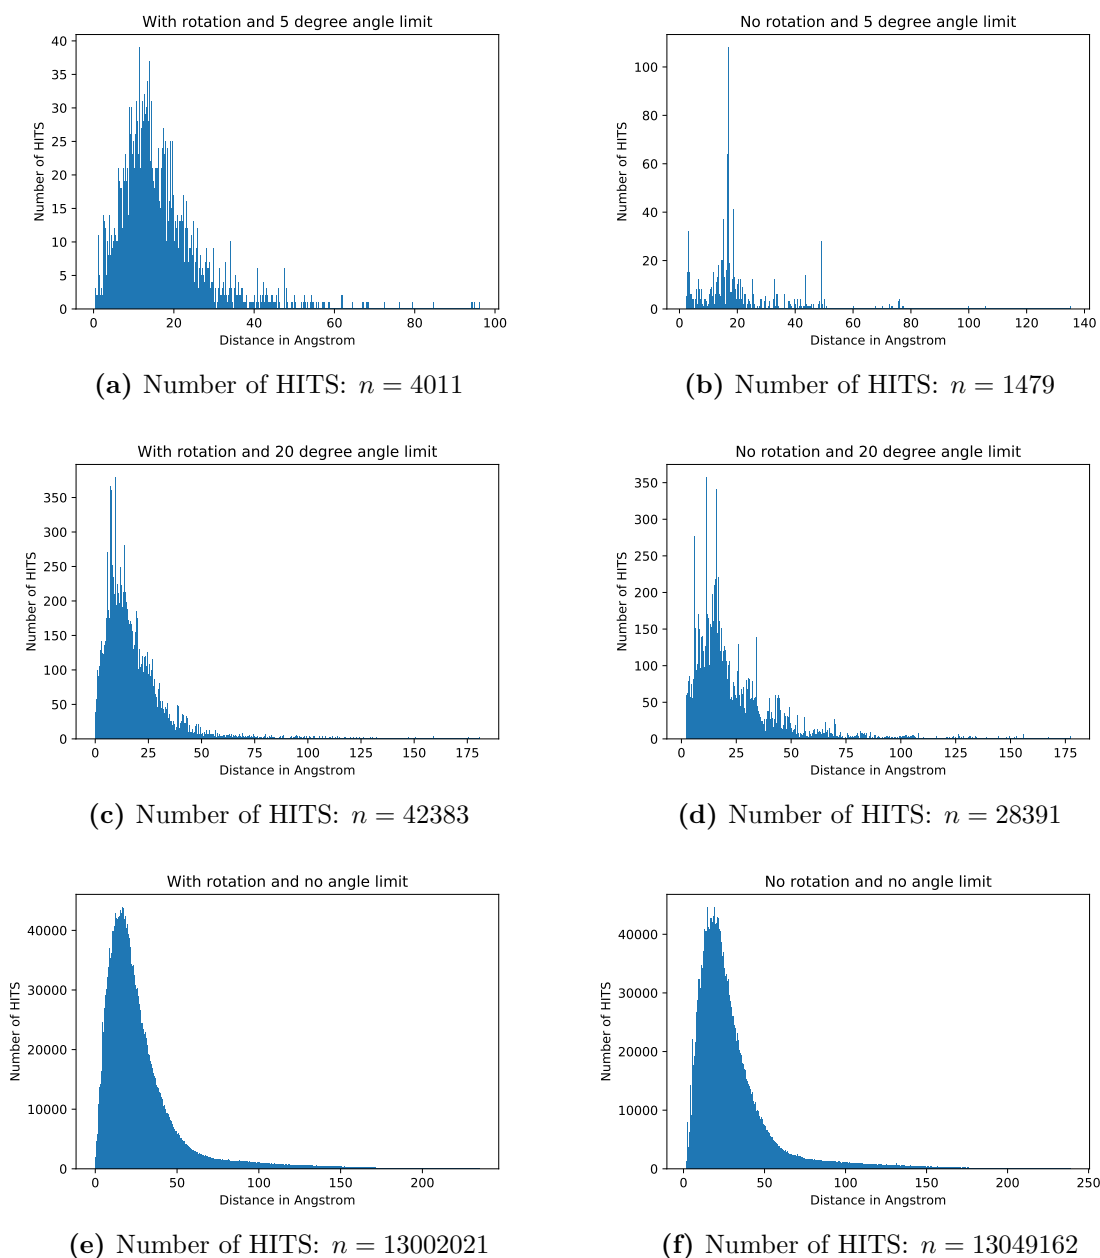 With rotation and 5 degree angle limit
Number of HITS
40
35
30
25
20
15
10
5
0
0 20 40 60 80 100
Distance in Angstrom
(a) Number of HITS: n = 4011
No rotation and 5 degree angle limit
Number of HITS
100
80
60
40
20
0
0 20 40 60 80 100 120 140
Distance in Angstrom
(b) Number of HITS: n = 1479
With rotation and 20 degree angle limit
Number of HITS
350
300
250
200
150
100
50
0
0 25 50 75 100 125 150 175
Distance in Angstrom
(c) Number of HITS: n = 42383
No rotation and 20 degree angle limit
Number of HITS
350
300
250
200
150
100
50
0
0 25 50 75 100 125 150 175
Distance in Angstrom
(d) Number of HITS: n = 28391
With rotation and no angle limit
Number of HITS
40000
30000
20000
10000
0
0 50 100 150 200
Distance in Angstrom
(e) Number of HITS: n = 13002021
No rotation and no angle limit
Number of HITS
40000
30000
20000
10000
0
0 50 100 150 200 250
Distance in Angstrom
(f) Number of HITS: n = 13049162